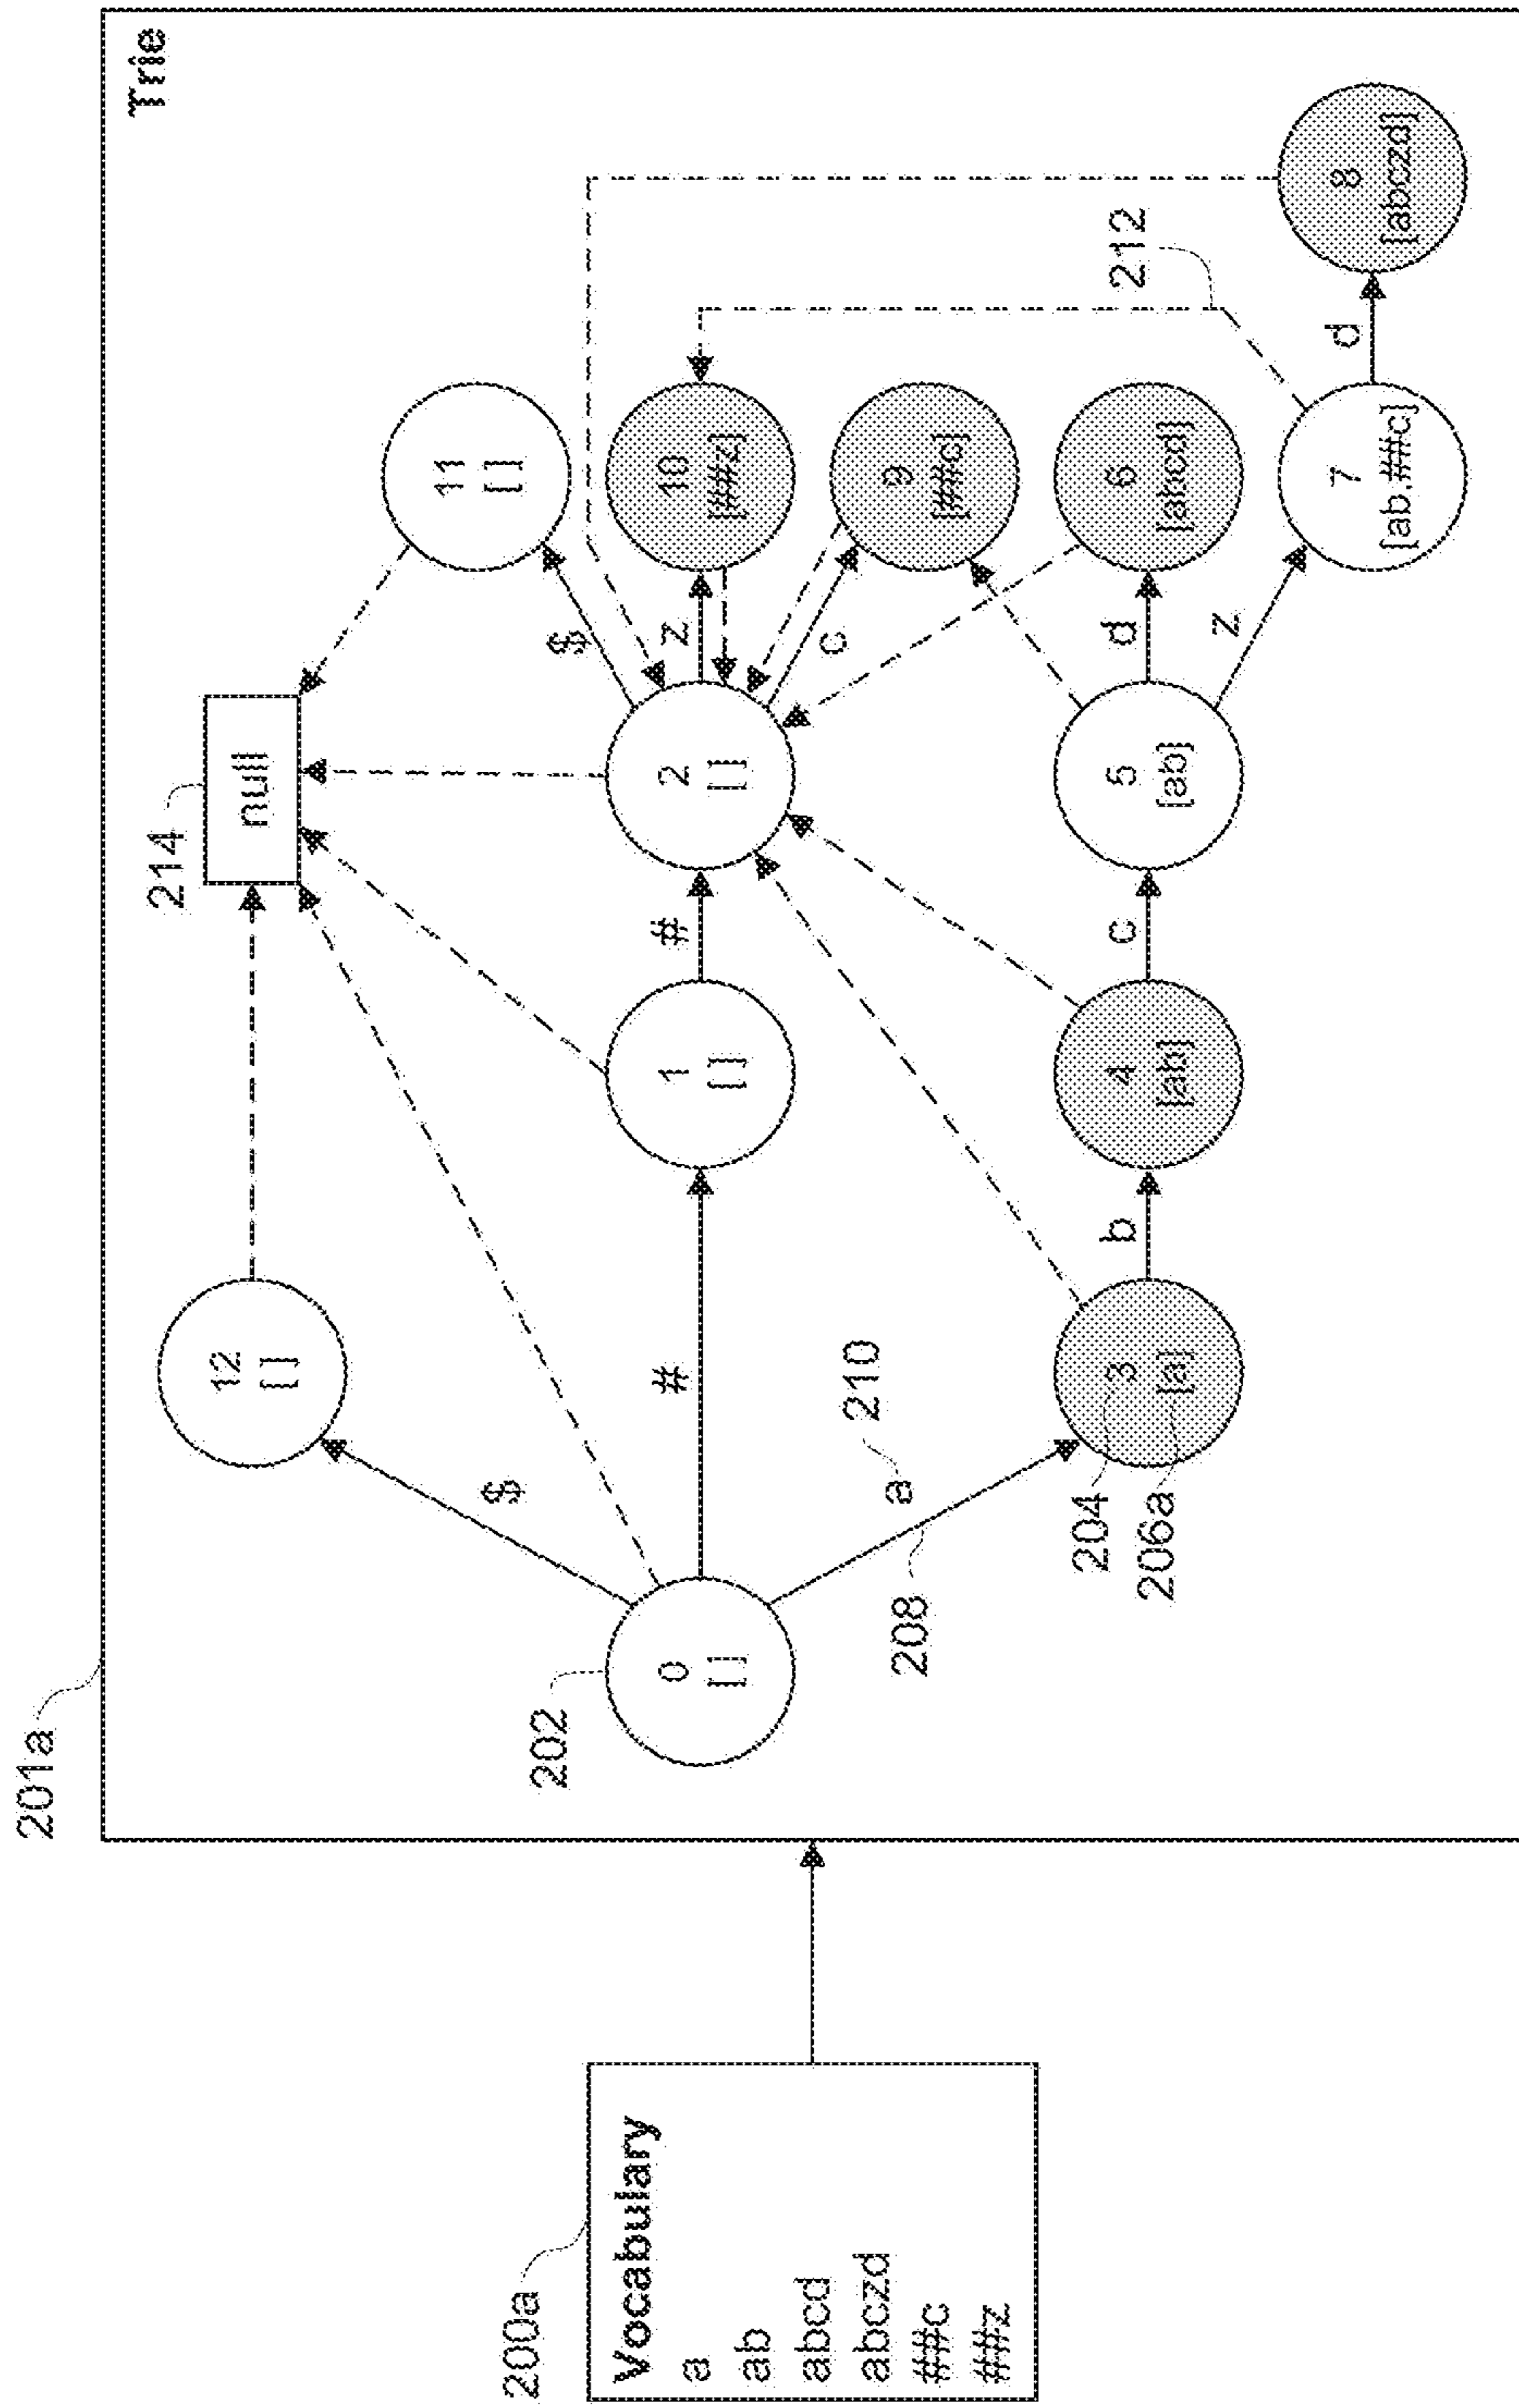 201a
Trie
200a
Vocabulary
a
ab
abcd
abczd
##c
##z
214
null
12
[ ]
11
[ ]
$
$
202
0
[ ]
#
1
[ ]
#
2
[ ]
z
10
[##z]
c
9
[##c]
208
a
210
204
3
206a
[a]
b
4
[ab]
c
5
[ab]
d
6
[abcd]
z
7
[ab,##c]
212
d
8
[abczd]